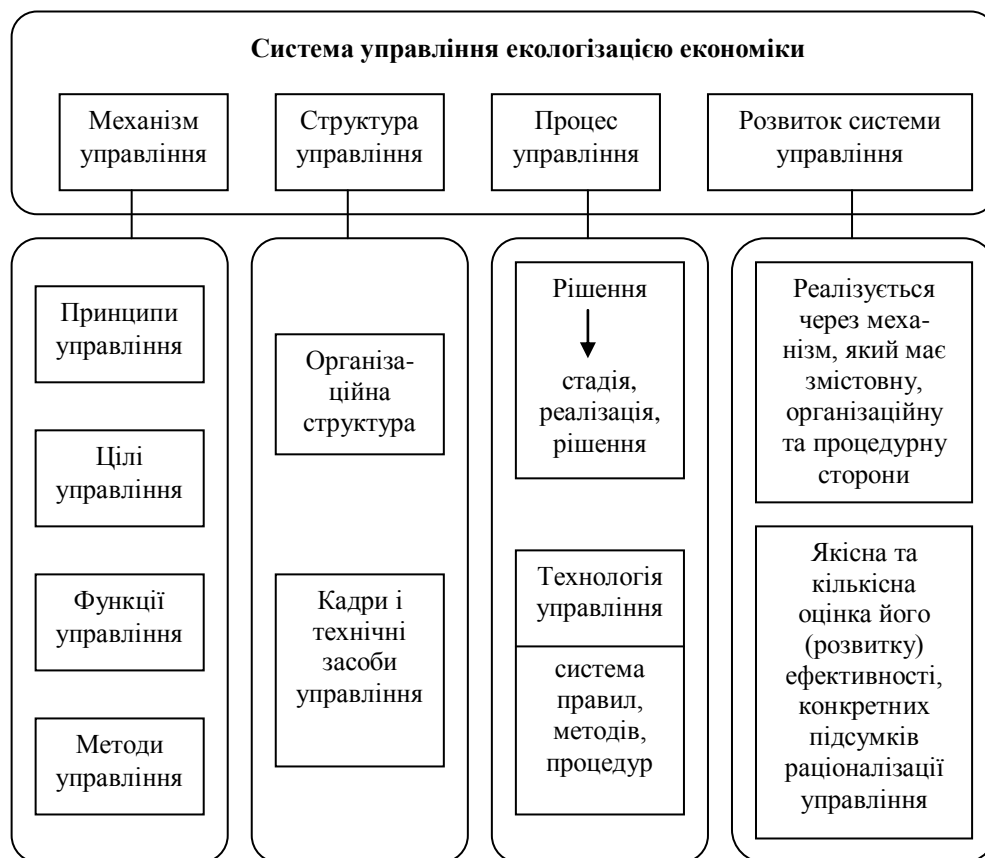 Система управління екологізацією економіки
Механізм
управління
Структура
управління
Процес
управління
Розвиток системи
управління
Принципи
управління
Цілі
управління
Функції
управління
Методи
управління
Організа-
ційна
структура
Кадри і
технічні
засоби
управління
Рішення
стадія,
реалізація,
рішення
Технологія
управління
система
правил,
методів,
процедур
Реалізується
через меха-
нізм, який має
змістовну,
організаційну
та процедурну
сторони
Якісна та
кількісна
оцінка його
(розвитку)
ефективності,
конкретних
підсумків
раціоналізації
управління